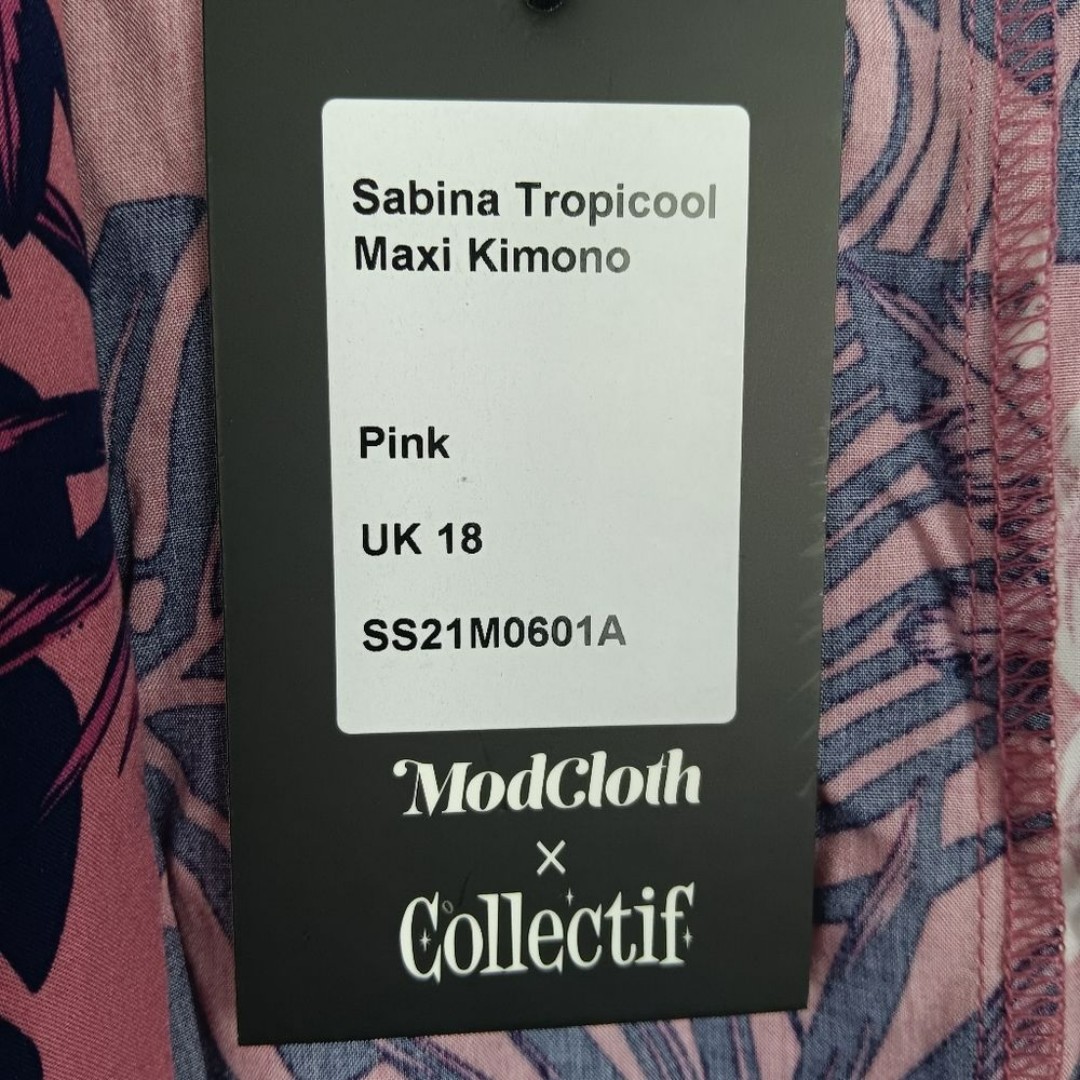 Sabina Tropicool
Maxi Kimono
Pink
UK 18
SS21M0601A
ModCloth
×
Collectif